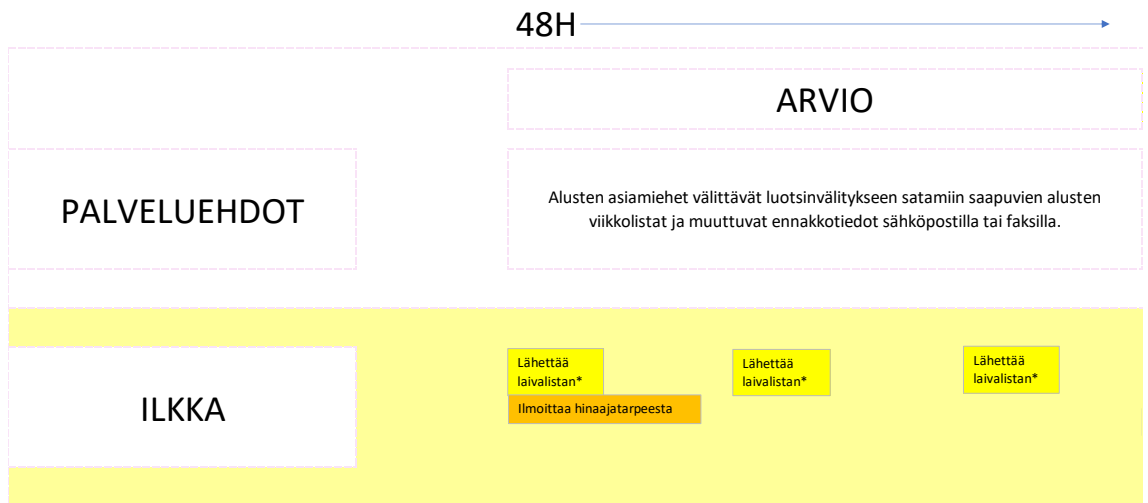 48H
ARVIO
PALVELUEHDOT
Alusten asiamiehet välittävät luotsinvälitykseen satamiin saapuvien alusten
viikkolistat ja muuttuvat ennakkotiedot sähköpostilla tai faksilla.
ILKKA
Lähettää
laivalistan*
Ilmoittaa hinaajatarpeesta
Lähettää
laivalistan*
Lähettää
laivalistan*